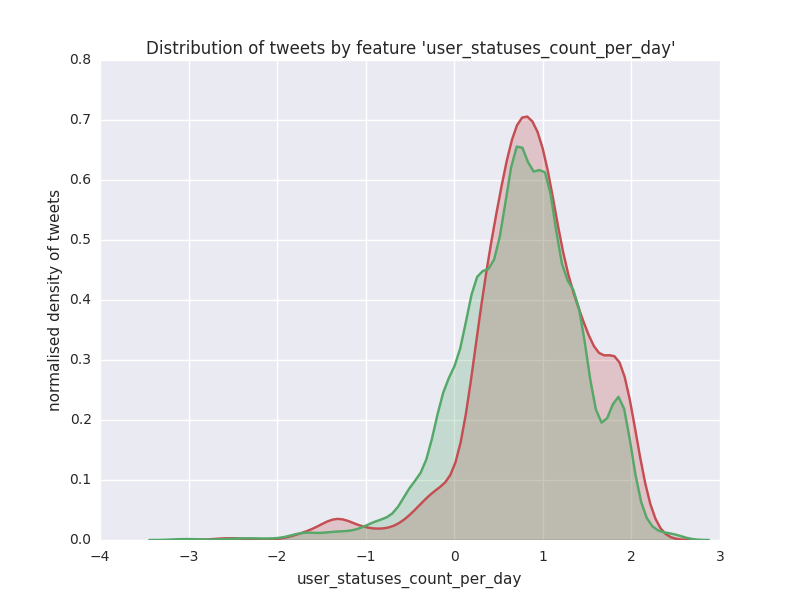 Distribution of tweets by feature 'user_statuses_count_per_day'
0.8
0.7
0.6
0.5
0.4
0.3
0.2
0.1
0.0
normalised density of tweets
−4 −3 −2 −1 0 1 2 3
user_statuses_count_per_day